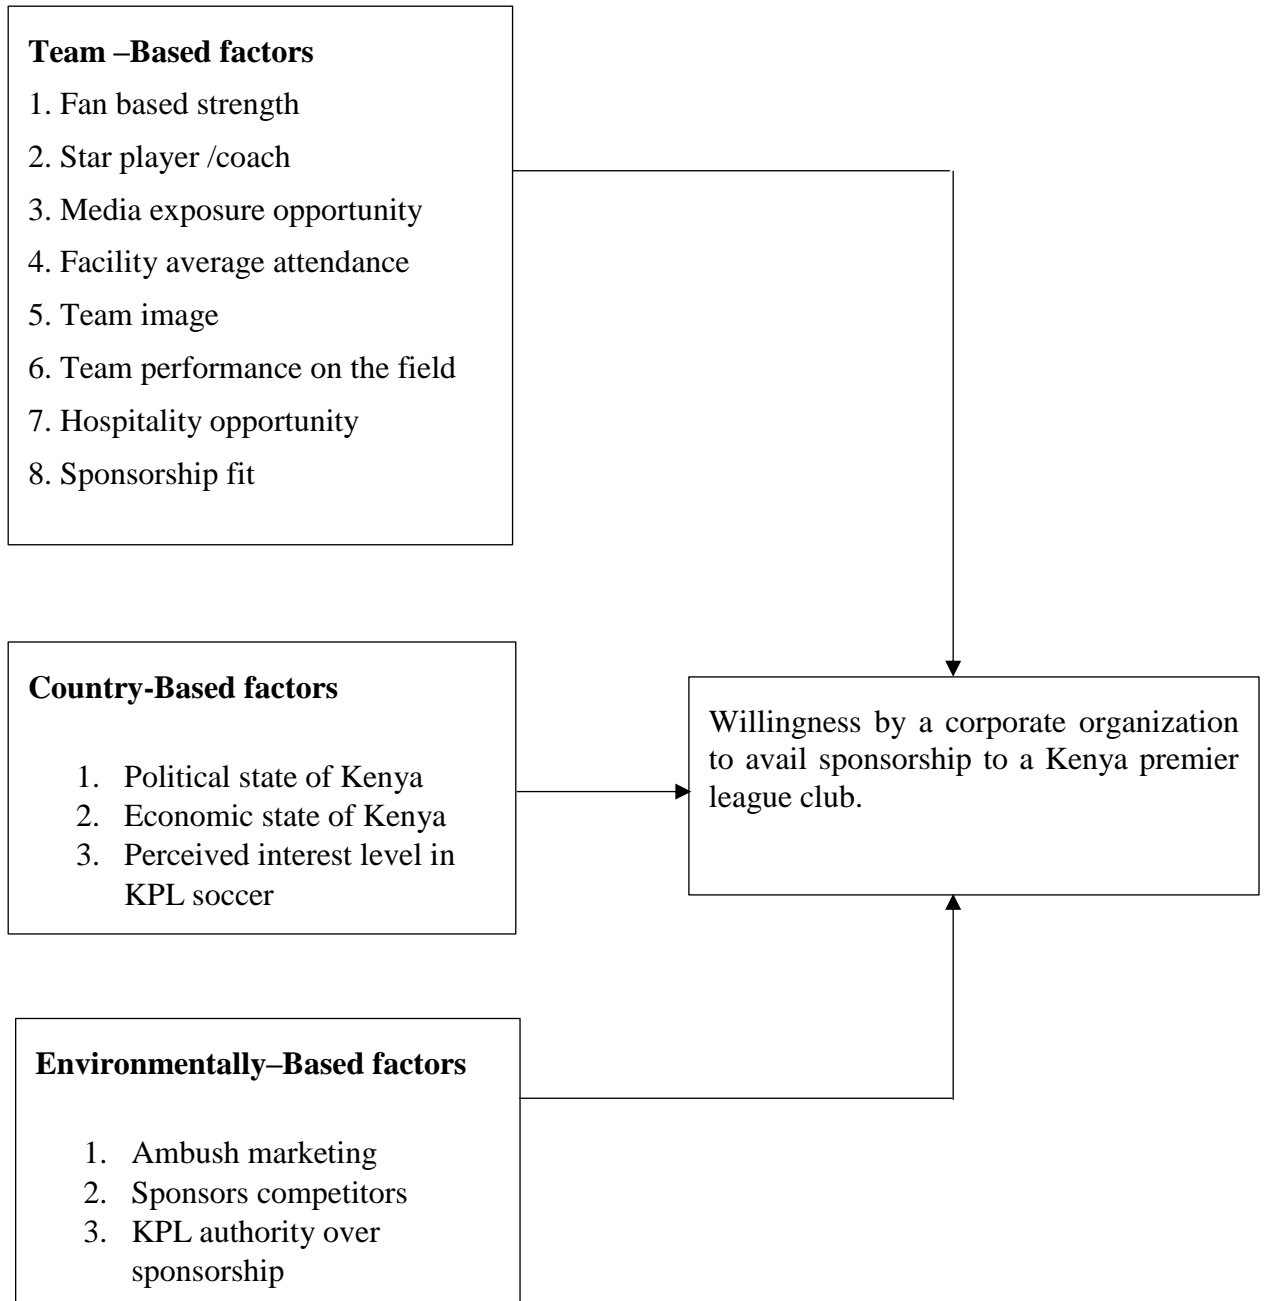 Team –Based factors
1. Fan based strength
2. Star player /coach
3. Media exposure opportunity
4. Facility average attendance
5. Team image
6. Team performance on the field
7. Hospitality opportunity
8. Sponsorship fit
Country-Based factors
1. Political state of Kenya
2. Economic state of Kenya
3. Perceived interest level in
KPL soccer
Willingness by a corporate organization
to avail sponsorship to a Kenya premier
league club.
Environmentally–Based factors
1. Ambush marketing
2. Sponsors competitors
3. KPL authority over
sponsorship